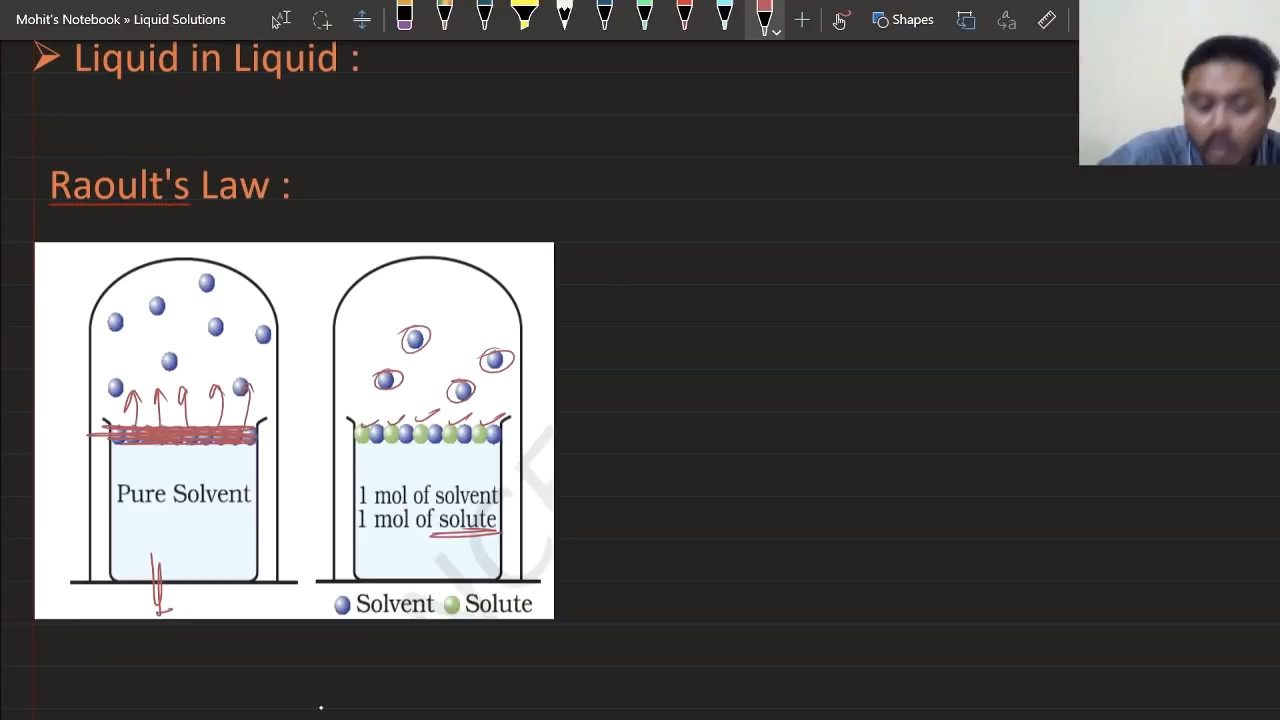 Mohit's Notebook » Liquid Solutions
Shapes
➤ Liquid in Liquid :
Raoult's Law :
Pure Solvent
1 mol of solvent
1 mol of solute
Solvent Solute